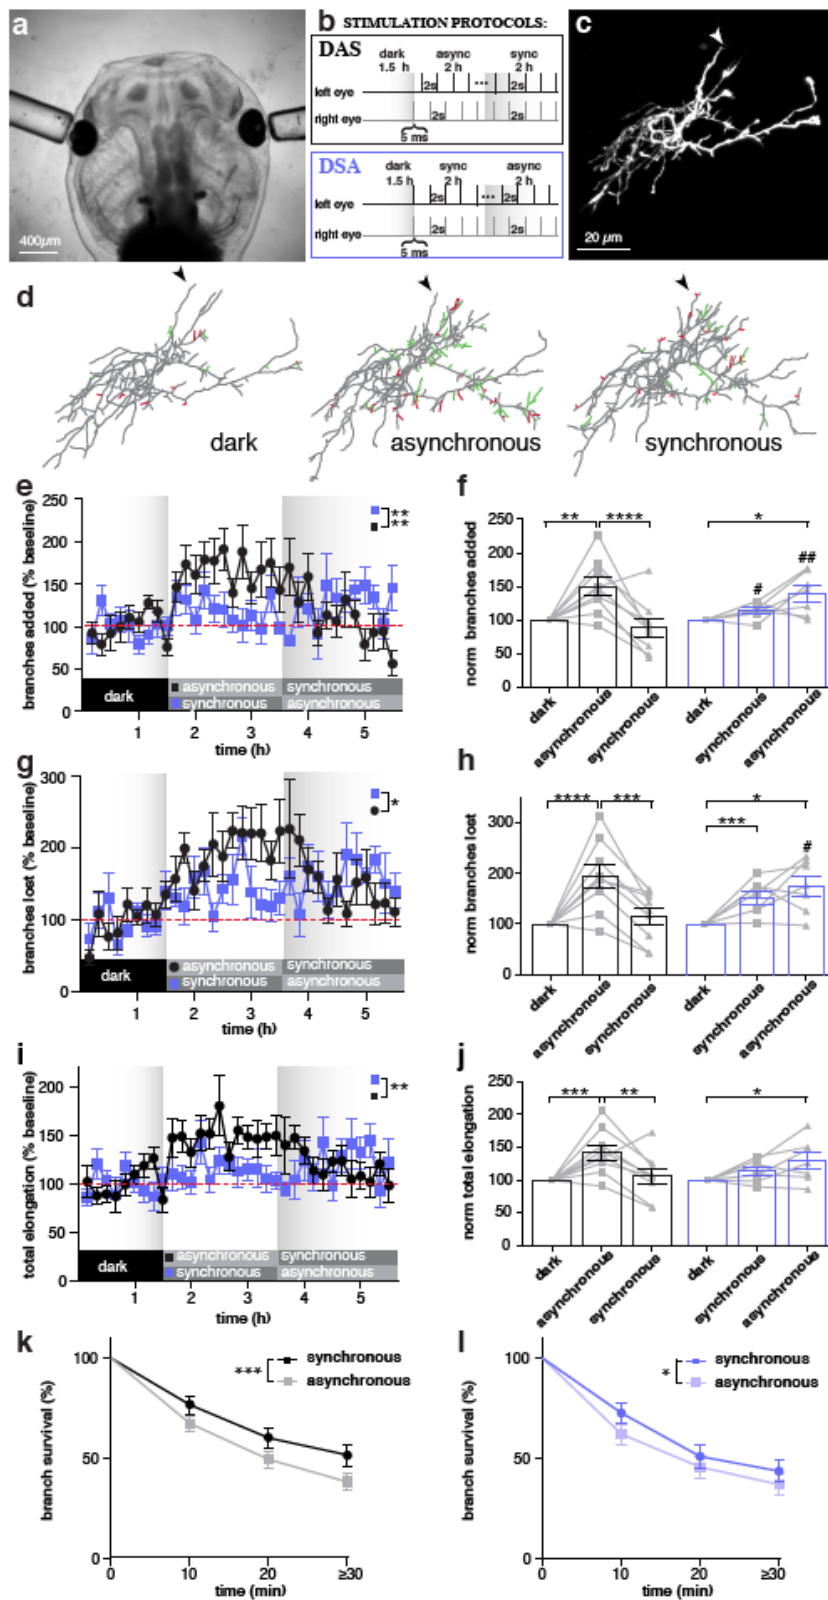 a
400µm
b STIMULATION PROTOCOLS:
DAS
dark async sync
1.5 h 2 h 2 h
2s ... 2s
left eye
2s 2s
right eye
5 ms
DSA
dark sync async
1.5 h 2 h 2 h
2s ... 2s
left eye
2s 2s
right eye
5 ms
c
20 µm
d
dark asynchronous synchronous
e
branches added (% baseline)
250
200
150
100
50
0
**
**
dark
asynchronous synchronous
synchronous asynchronous
1 2 3 4 5
time (h)
f
norm branches added
250
200
150
100
50
0
** **** *
# ##
dark asynchronous synchronous dark synchronous asynchronous
g
branches lost (% baseline)
300
200
100
0
*
dark
asynchronous synchronous
synchronous asynchronous
1 2 3 4 5
time (h)
h
norm branches lost
300
200
100
0
**** *** *
***
#
dark asynchronous synchronous dark synchronous asynchronous
i
total elongation (% baseline)
200
150
100
50
0
**
dark
asynchronous synchronous
synchronous asynchronous
1 2 3 4 5
time (h)
j
norm total elongation
250
200
150
100
50
0
*** ** *
dark asynchronous synchronous dark synchronous asynchronous
k
branch survival (%)
100
50
0
*** synchronous
asynchronous
0 10 20 ≥30
time (min)
l
branch survival (%)
100
50
0
* synchronous
asynchronous
0 10 20 ≥30
time (min)